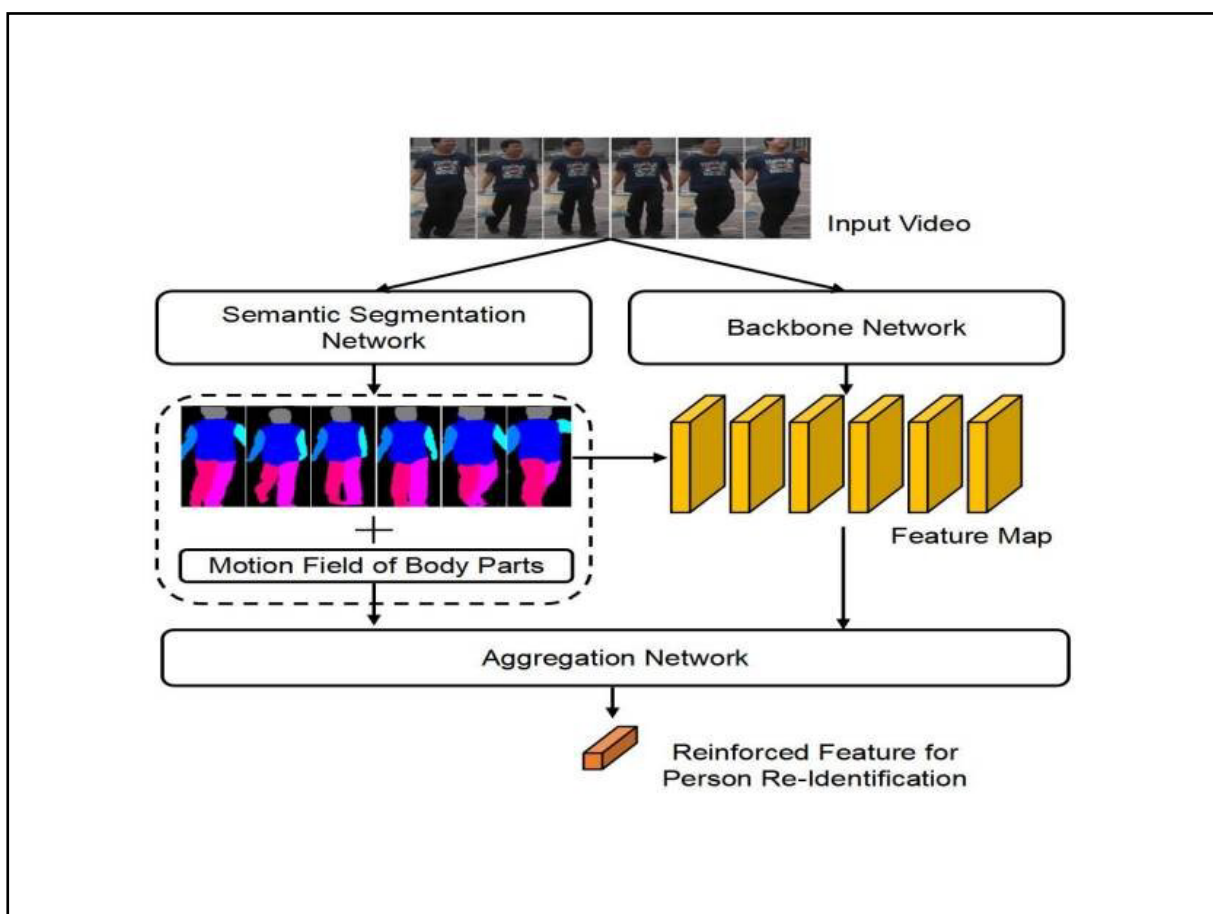 Input Video
Semantic Segmentation
Network
Backbone Network
Motion Field of Body Parts
Feature Map
Aggregation Network
Reinforced Feature for
Person Re-Identification